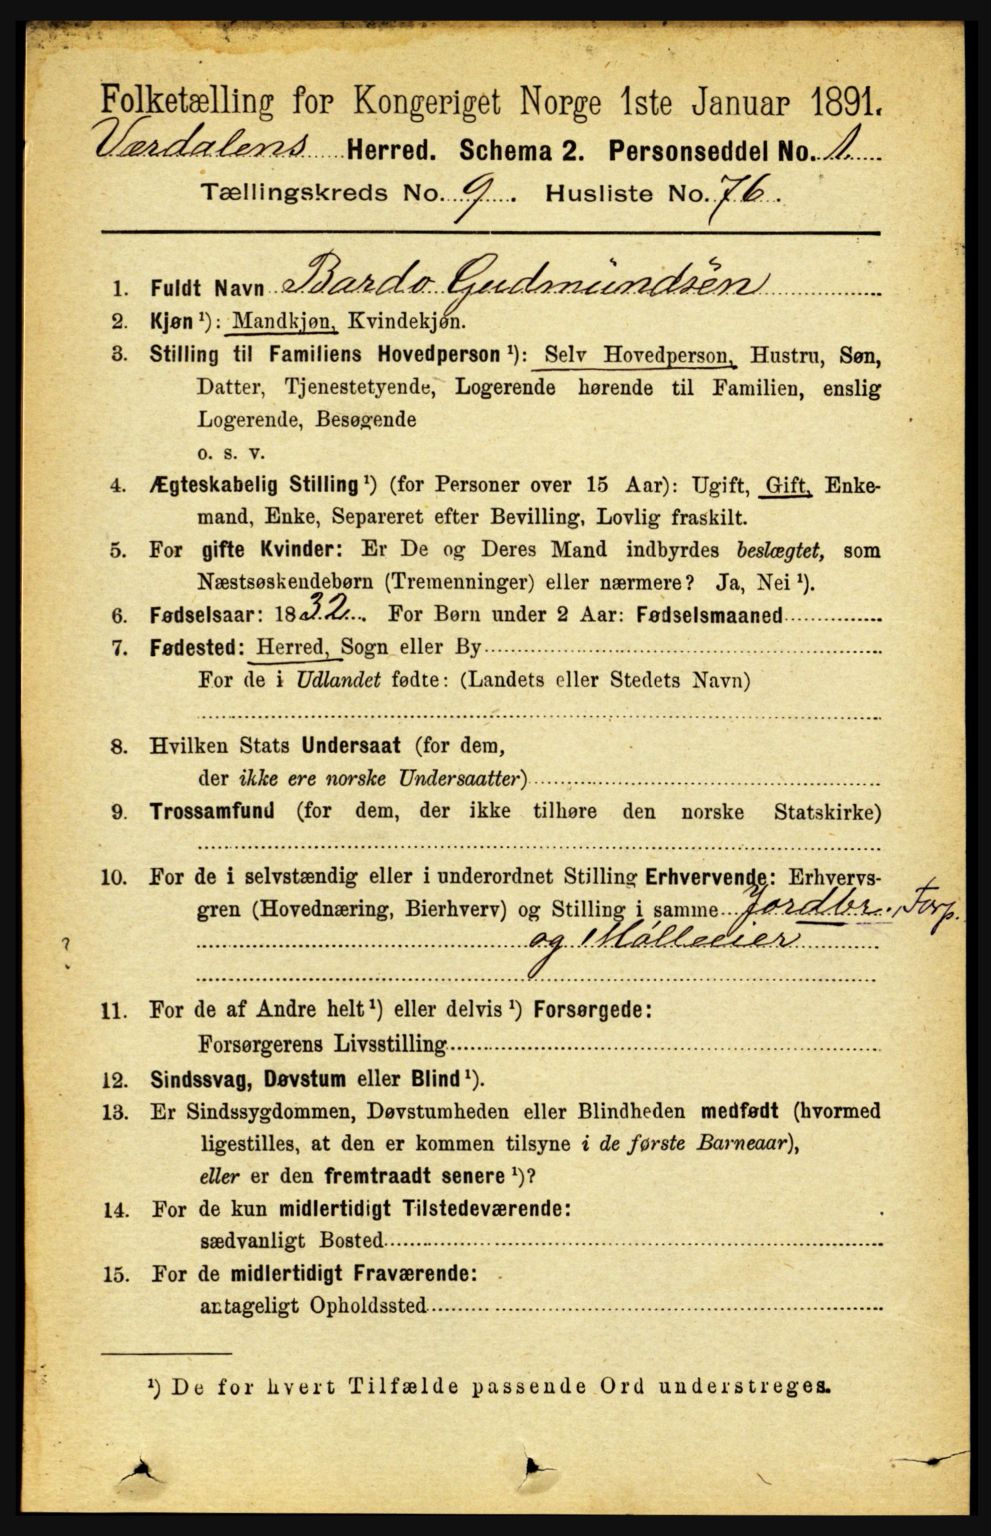 Folketælling for Kongeriget Norge 1ste Januar 1891.
Værdalens Herred. Schema 2. Personseddel No. 1.
Tællingskreds No. 9. Husliste No. 76.
1. Fuldt Navn Bardo Gudmundsen
2. Kjøn ¹): Mandkjøn, Kvindekjøn.
3. Stilling til Familiens Hovedperson ¹): Selv Hovedperson, Hustru, Søn,
Datter, Tjenestetyende, Logerende hørende til Familien, enslig
Logerende, Besøgende
o. s. v.
4. Ægteskabelig Stilling ¹) (for Personer over 15 Aar): Ugift, Gift, Enke-
mand, Enke, Separeret efter Bevilling, Lovlig fraskilt.
5. For gifte Kvinder: Er De og Deres Mand indbyrdes beslægtet, som
Næstsøskendebørn (Tremenninger) eller nærmere? Ja, Nei ¹).
6. Fødselsaar: 1832. For Børn under 2 Aar: Fødselsmaaned
7. Fødested: Herred, Sogn eller By
For de i Udlandet fødte: (Landets eller Stedets Navn)
8. Hvilken Stats Undersaat (for dem,
der ikke ere norske Undersaatter)
9. Trossamfund (for dem, der ikke tilhøre den norske Statskirke)
10. For de i selvstændig eller i underordnet Stilling Erhvervende: Erhvervs-
gren (Hovednæring, Bierhverv) og Stilling i samme Jordbr., Forp.
? og Mølleeier
11. For de af Andre helt ¹) eller delvis ¹) Forsørgede:
Forsørgerens Livsstilling
12. Sindssvag, Døvstum eller Blind ¹).
13. Er Sindssygdommen, Døvstumheden eller Blindheden medfødt (hvormed
ligestilles, at den er kommen tilsyne i de første Barneaar),
eller er den fremtraadt senere ¹)?
14. For de kun midlertidigt Tilstedeværende:
sædvanligt Bosted
15. For de midlertidigt Fraværende:
antageligt Opholdssted
¹) De for hvert Tilfælde passende Ord understreges.